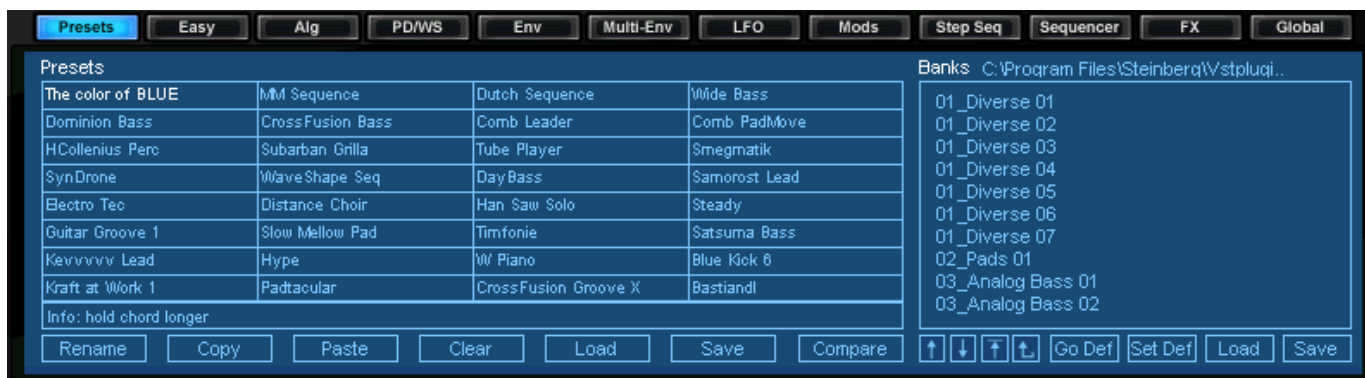 Presets Easy Alg PD/WS Env Multi-Env LFO Mods Step Seq Sequencer FX Global
Presets
The color of BLUE MM Sequence Dutch Sequence Wide Bass
Dominion Bass CrossFusion Bass Comb Leader Comb PadMove
HCollenius Perc Subarban Grilla Tube Player Smegmatik
SynDrone WaveShape Seq DayBass Samorost Lead
Electro Tec Distance Choir Han Saw Solo Steady
Guitar Groove 1 Slow Mellow Pad Timfonie Satsuma Bass
Kevvvvv Lead Hype W Piano Blue Kick 6
Kraft at Work 1 Padtacular CrossFusion Groove X Bastiandl
Info: hold chord longer
Rename Copy Paste Clear Load Save Compare
Banks C:\Program Files\Steinberg\Vstplugi..
01_Diverse 01
01_Diverse 02
01_Diverse 03
01_Diverse 04
01_Diverse 05
01_Diverse 06
01_Diverse 07
02_Pads 01
03_Analog Bass 01
03_Analog Bass 02
Go Def Set Def Load Save